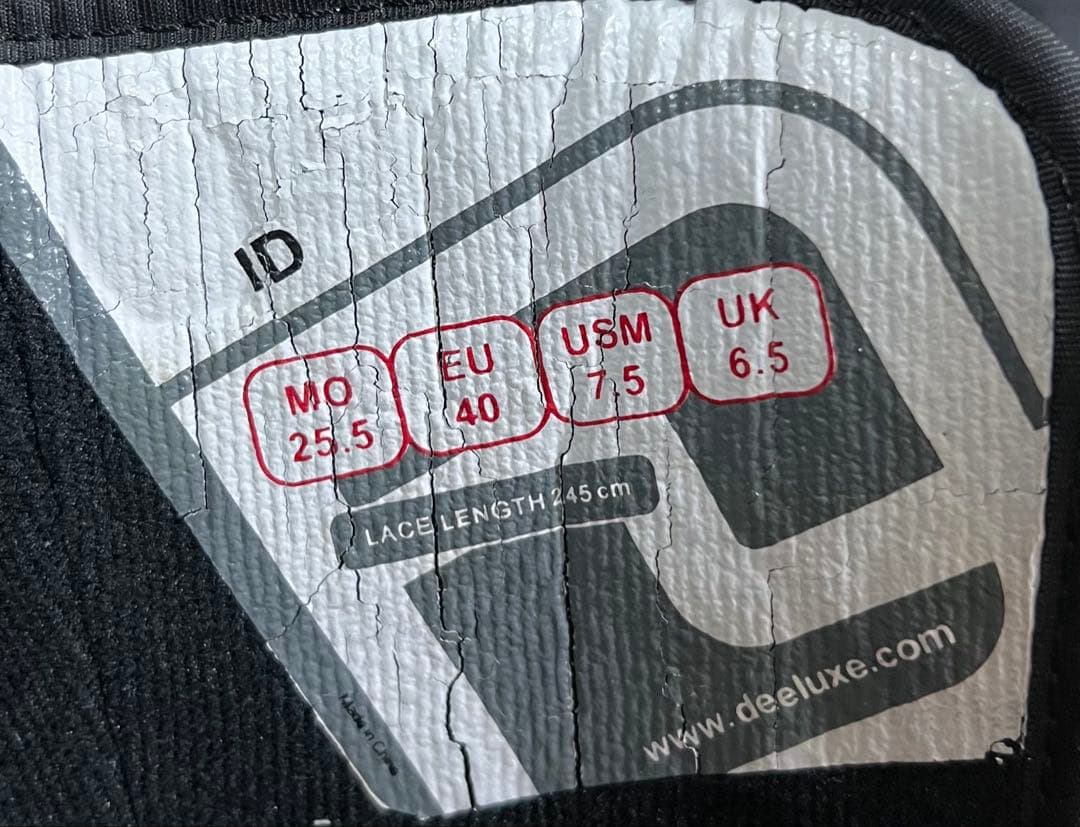 ID
MO EU USM UK
25.5 40 7.5 6.5
LACE LENGTH 245 cm
www.deeluxe.com
Made in China